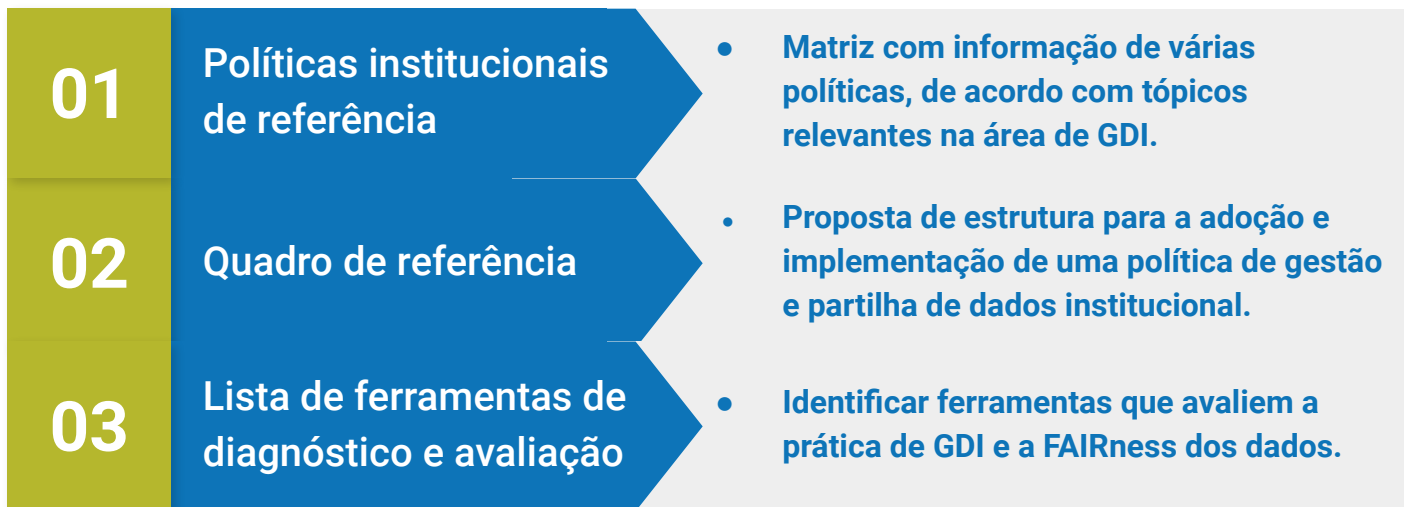 01
Políticas institucionais
de referência
• Matriz com informação de várias
políticas, de acordo com tópicos
relevantes na área de GDI.
02
Quadro de referência
• Proposta de estrutura para a adoção e
implementação de uma política de gestão
e partilha de dados institucional.
03
Lista de ferramentas de
diagnóstico e avaliação
• Identificar ferramentas que avaliem a
prática de GDI e a FAIRness dos dados.